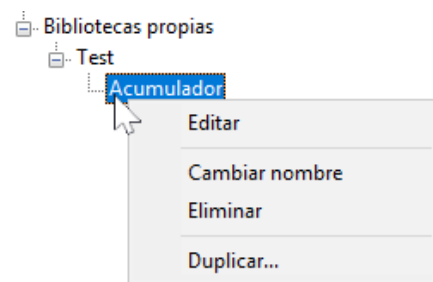 Bibliotecas propias
Test
Acumulador
Editar
Cambiar nombre
Eliminar
Duplicar...